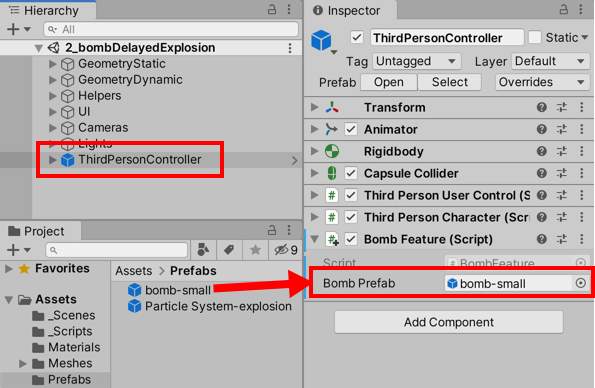 Hierarchy
All
2_bombDelayedExplosion
GeometryStatic
GeometryDynamic
Helpers
UI
Cameras
Lights
ThirdPersonController
Project
9
Favorites
Assets
_Scenes
_Scripts
Materials
Meshes
Prefabs
Assets > Prefabs
bomb-small
Particle System-explosion
Inspector
ThirdPersonController
Static
Tag Untagged Layer Default
Prefab Open Select Overrides
Transform
Animator
Rigidbody
Capsule Collider
Third Person User Control (S
Third Person Character (Scri
Bomb Feature (Script)
Script BombFeature
Bomb Prefab bomb-small
Add Component